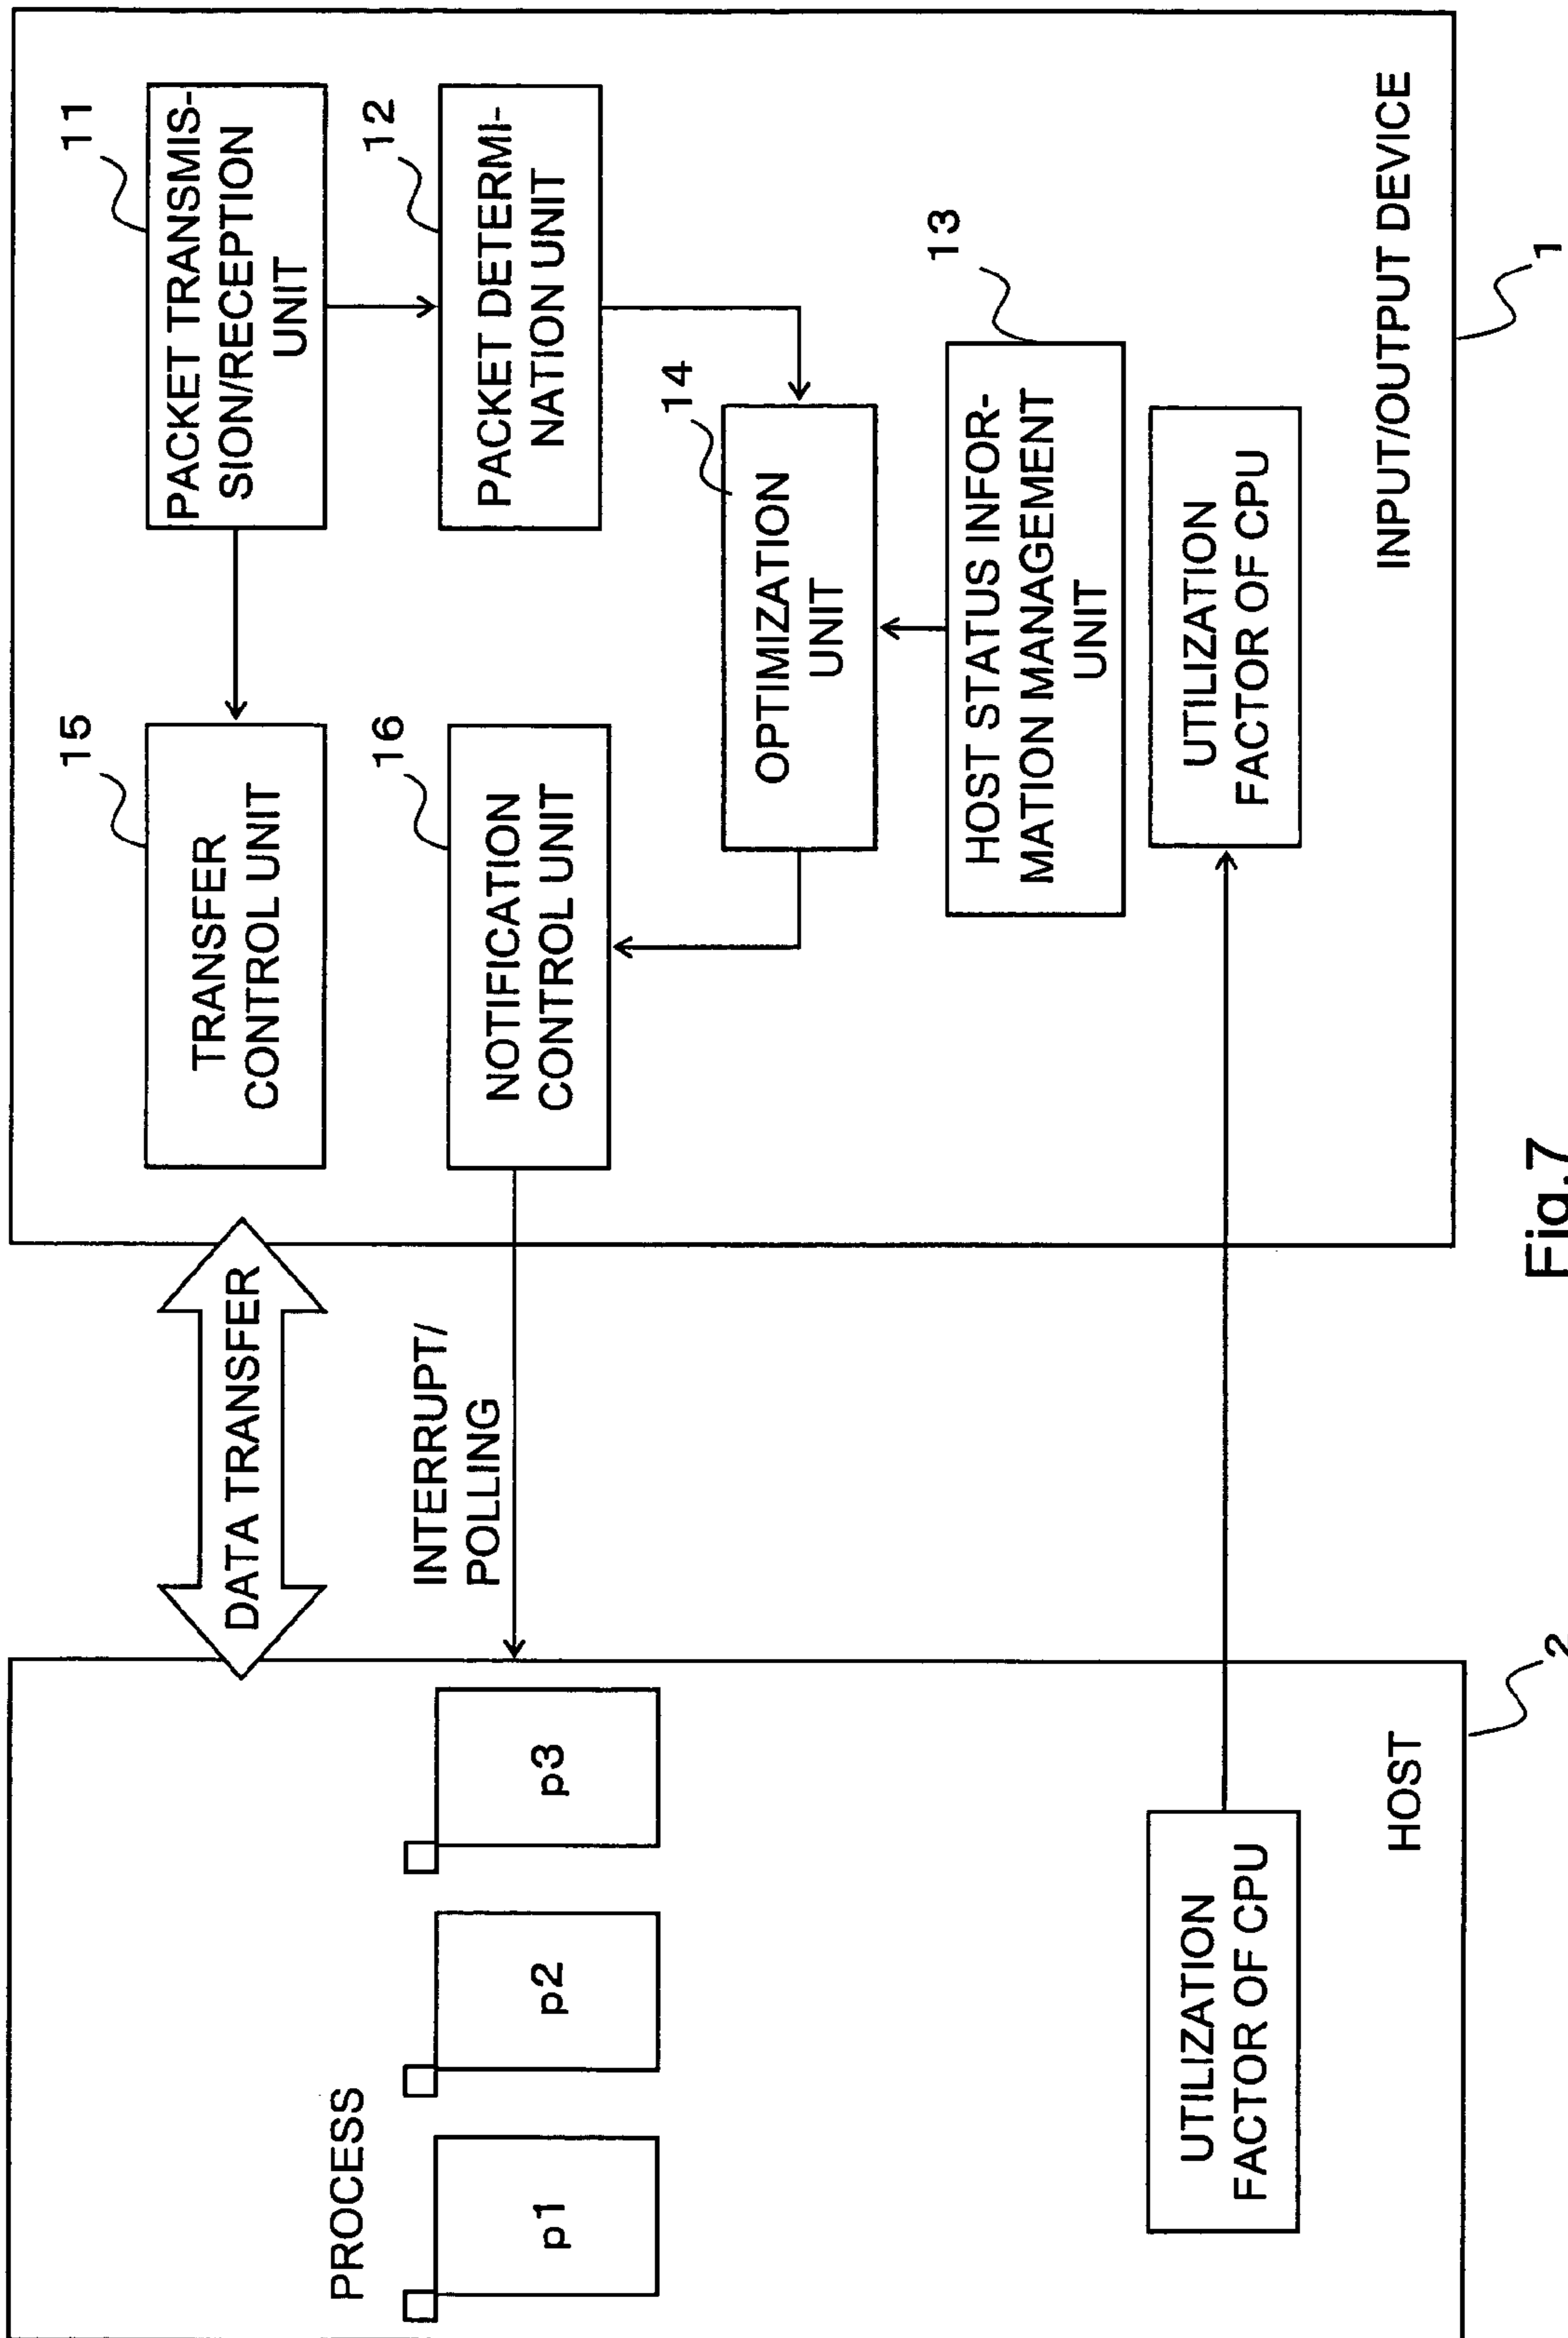 DATA TRANSFER
15
TRANSFER
CONTROL UNIT
11
PACKET TRANSMIS-
SION/RECEPTION
UNIT
PROCESS
p1
p2
p3
INTERRUPT/
POLLING
16
NOTIFICATION
CONTROL UNIT
12
PACKET DETERMI-
NATION UNIT
14
OPTIMIZATION
UNIT
13
HOST STATUS INFOR-
MATION MANAGEMENT
UNIT
UTILIZATION
FACTOR OF CPU
UTILIZATION
FACTOR OF CPU
HOST
INPUT/OUTPUT DEVICE
2
1
Fig.7